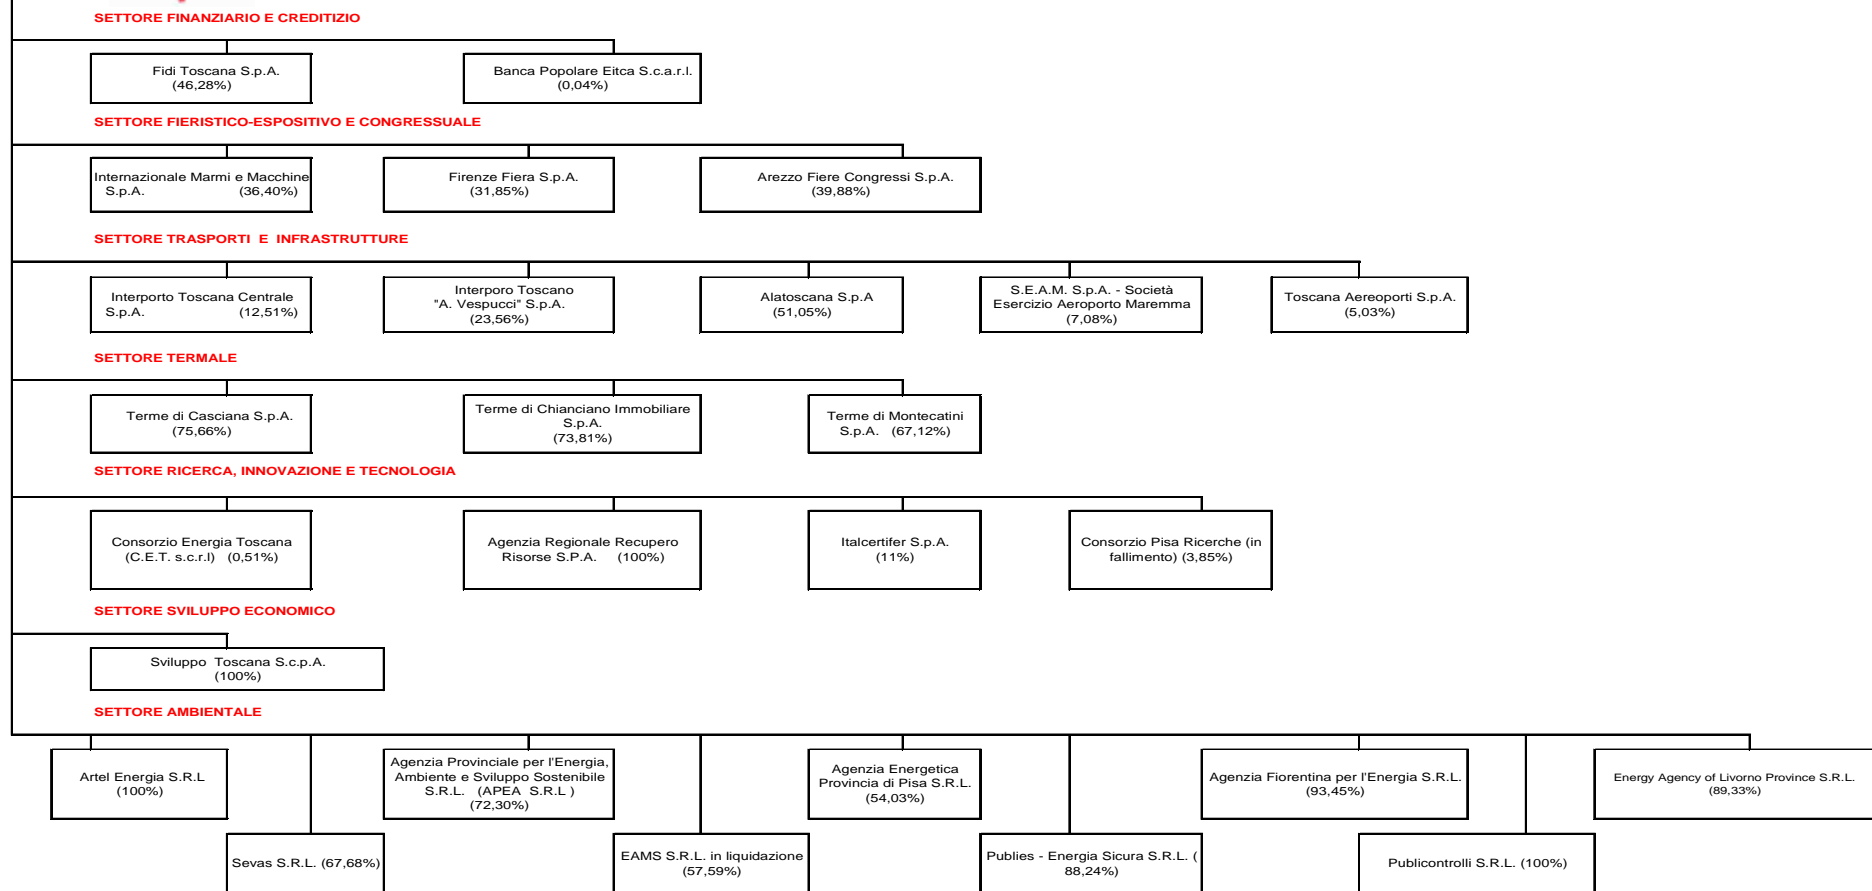 SETTORE FINANZIARIO E CREDITIZIO
Fidi Toscana S.p.A.
(46,28%)
Banca Popolare Eitca S.c.a.r.l.
(0,04%)
SETTORE FIERISTICO-ESPOSITIVO E CONGRESSUALE
Internazionale Marmi e Macchine
S.p.A. (36,40%)
Firenze Fiera S.p.A.
(31,85%)
Arezzo Fiere Congressi S.p.A.
(39,88%)
SETTORE TRASPORTI E INFRASTRUTTURE
Interporto Toscana Centrale
S.p.A. (12,51%)
Interporo Toscano
"A. Vespucci" S.p.A.
(23,56%)
Alatoscana S.p.A
(51,05%)
S.E.A.M. S.p.A. - Società
Esercizio Aeroporto Maremma
(7,08%)
Toscana Aereoporti S.p.A.
(5,03%)
SETTORE TERMALE
Terme di Casciana S.p.A.
(75,66%)
Terme di Chianciano Immobiliare
S.p.A.
(73,81%)
Terme di Montecatini
S.p.A. (67,12%)
SETTORE RICERCA, INNOVAZIONE E TECNOLOGIA
Consorzio Energia Toscana
(C.E.T. s.c.r.l) (0,51%)
Agenzia Regionale Recupero
Risorse S.P.A. (100%)
Italcertifer S.p.A.
(11%)
Consorzio Pisa Ricerche (in
fallimento) (3,85%)
SETTORE SVILUPPO ECONOMICO
Sviluppo Toscana S.c.p.A.
(100%)
SETTORE AMBIENTALE
Artel Energia S.R.L
(100%)
Agenzia Provinciale per l'Energia,
Ambiente e Sviluppo Sostenibile
S.R.L. (APEA S.R.L )
(72,30%)
Agenzia Energetica
Provincia di Pisa S.R.L.
(54,03%)
Agenzia Fiorentina per l'Energia S.R.L.
(93,45%)
Energy Agency of Livorno Province S.R.L.
(89,33%)
Sevas S.R.L. (67,68%)
EAMS S.R.L. in liquidazione
(57,59%)
Publies - Energia Sicura S.R.L. (
88,24%)
Publicontrolli S.R.L. (100%)